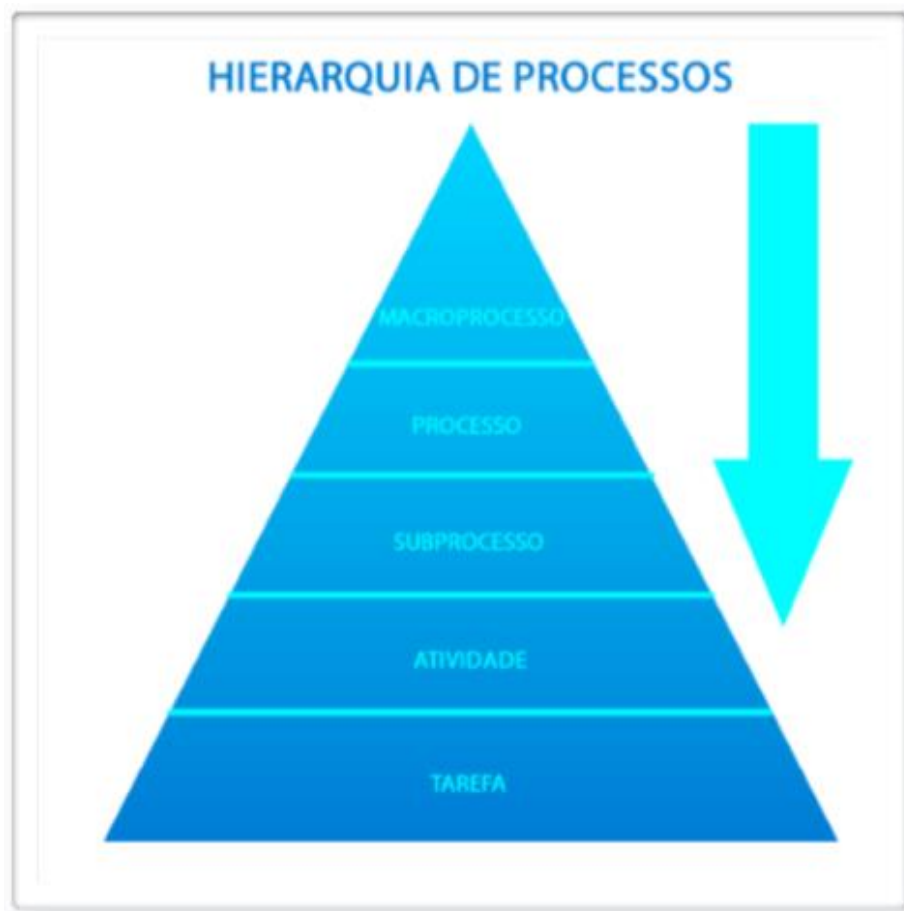 HIERARQUIA DE PROCESSOS
MACROPROCESSO
PROCESSO
SUBPROCESSO
ATIVIDADE
TAREFA